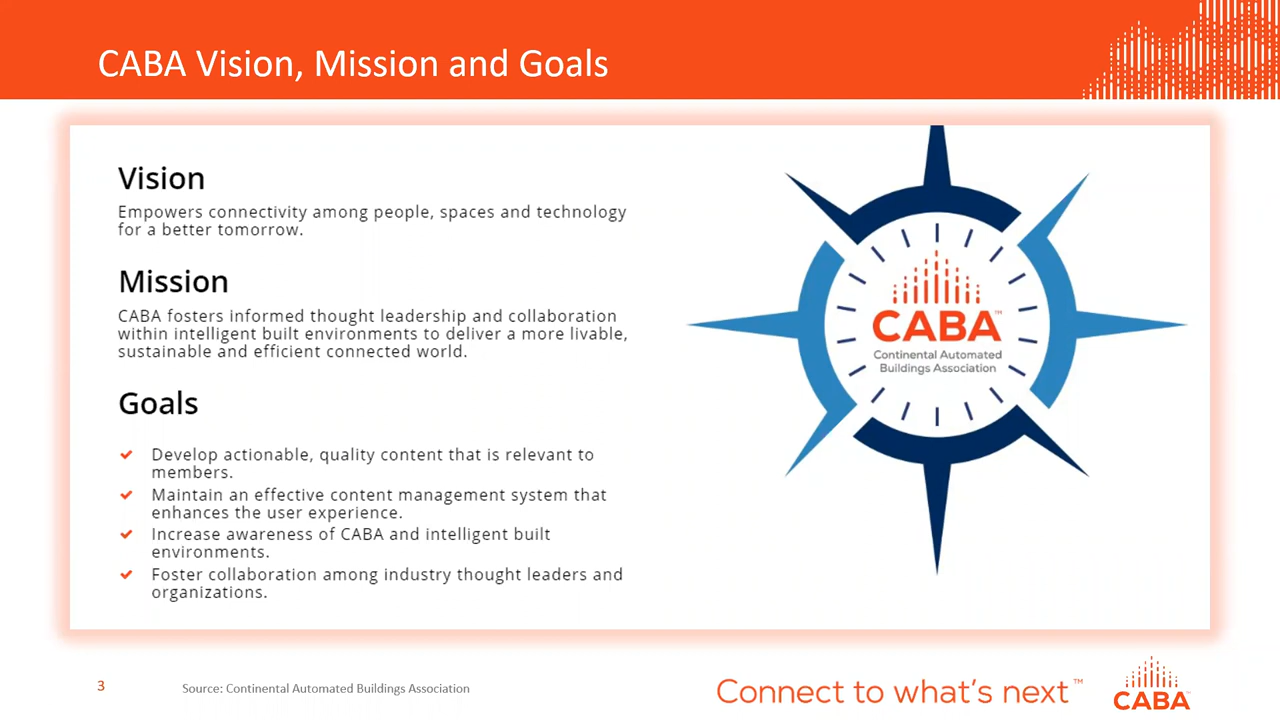 CABA Vision, Mission and Goals
Vision
Empowers connectivity among people, spaces and technology
for a better tomorrow.
Mission
CABA fosters informed thought leadership and collaboration
within intelligent built environments to deliver a more livable,
sustainable and efficient connected world.
Goals
Develop actionable, quality content that is relevant to
members.
Maintain an effective content management system that
enhances the user experience.
Increase awareness of CABA and intelligent built
environments.
Foster collaboration among industry thought leaders and
organizations.
CABA™
Continental Automated
Buildings Association
3
Source: Continental Automated Buildings Association
Connect to what's next™
CABA